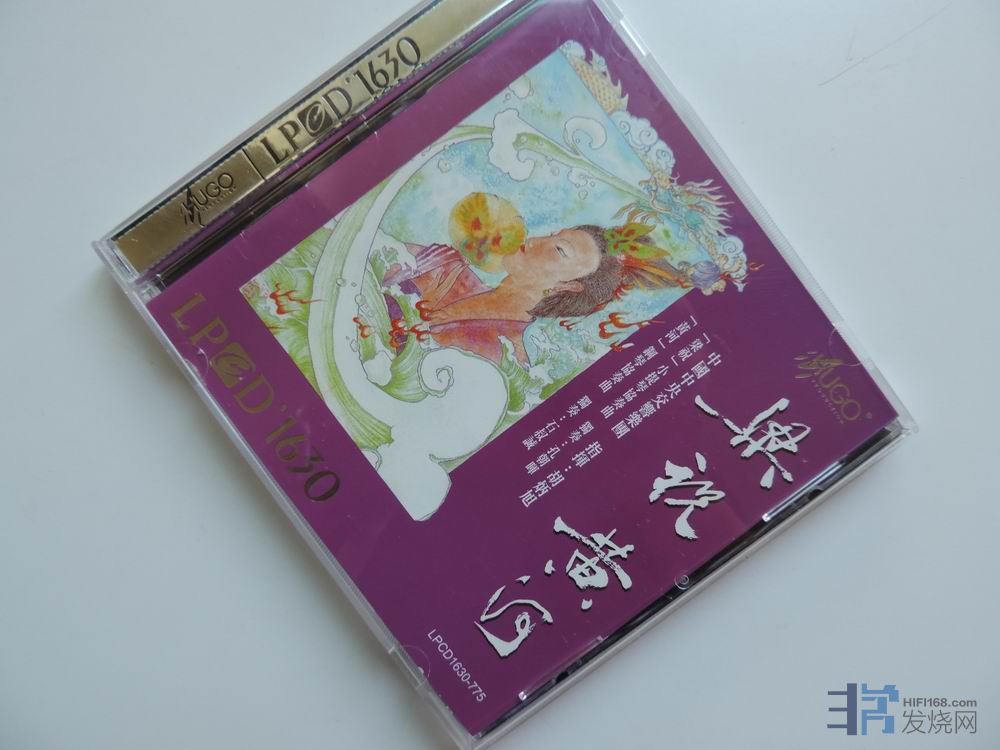 HUGO
LPCD'1630
HUGO
梁祝黃河
中國中央交響樂團 指揮：胡炳旭
「梁祝」小提琴協奏曲 獨奏：孔朝暉
「黃河」鋼琴協奏曲 獨奏：石叔誠
LPCD'1630
LPCD1630-775
HIFI168.com
发烧网